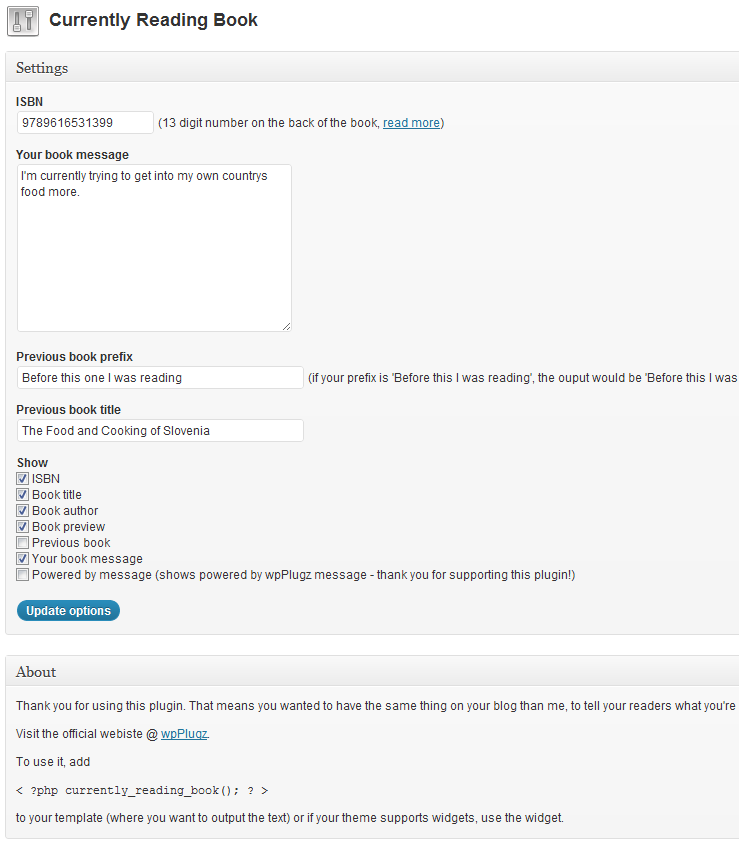 Currently Reading Book
Settings
ISBN
9789616531399 (13 digit number on the back of the book, read more)
Your book message
I'm currently trying to get into my own countrys
food more.
Previous book prefix
Before this one I was reading (if your prefix is 'Before this I was reading', the ouput would be 'Before this I was
Previous book title
The Food and Cooking of Slovenia
Show
ISBN
Book title
Book author
Book preview
Previous book
Your book message
Powered by message (shows powered by wpPlugz message - thank you for supporting this plugin!)
Update options
About
Thank you for using this plugin. That means you wanted to have the same thing on your blog than me, to tell your readers what you're
Visit the official webiste @ wpPlugz.
To use it, add
< ?php currently_reading_book(); ? >
to your template (where you want to output the text) or if your theme supports widgets, use the widget.